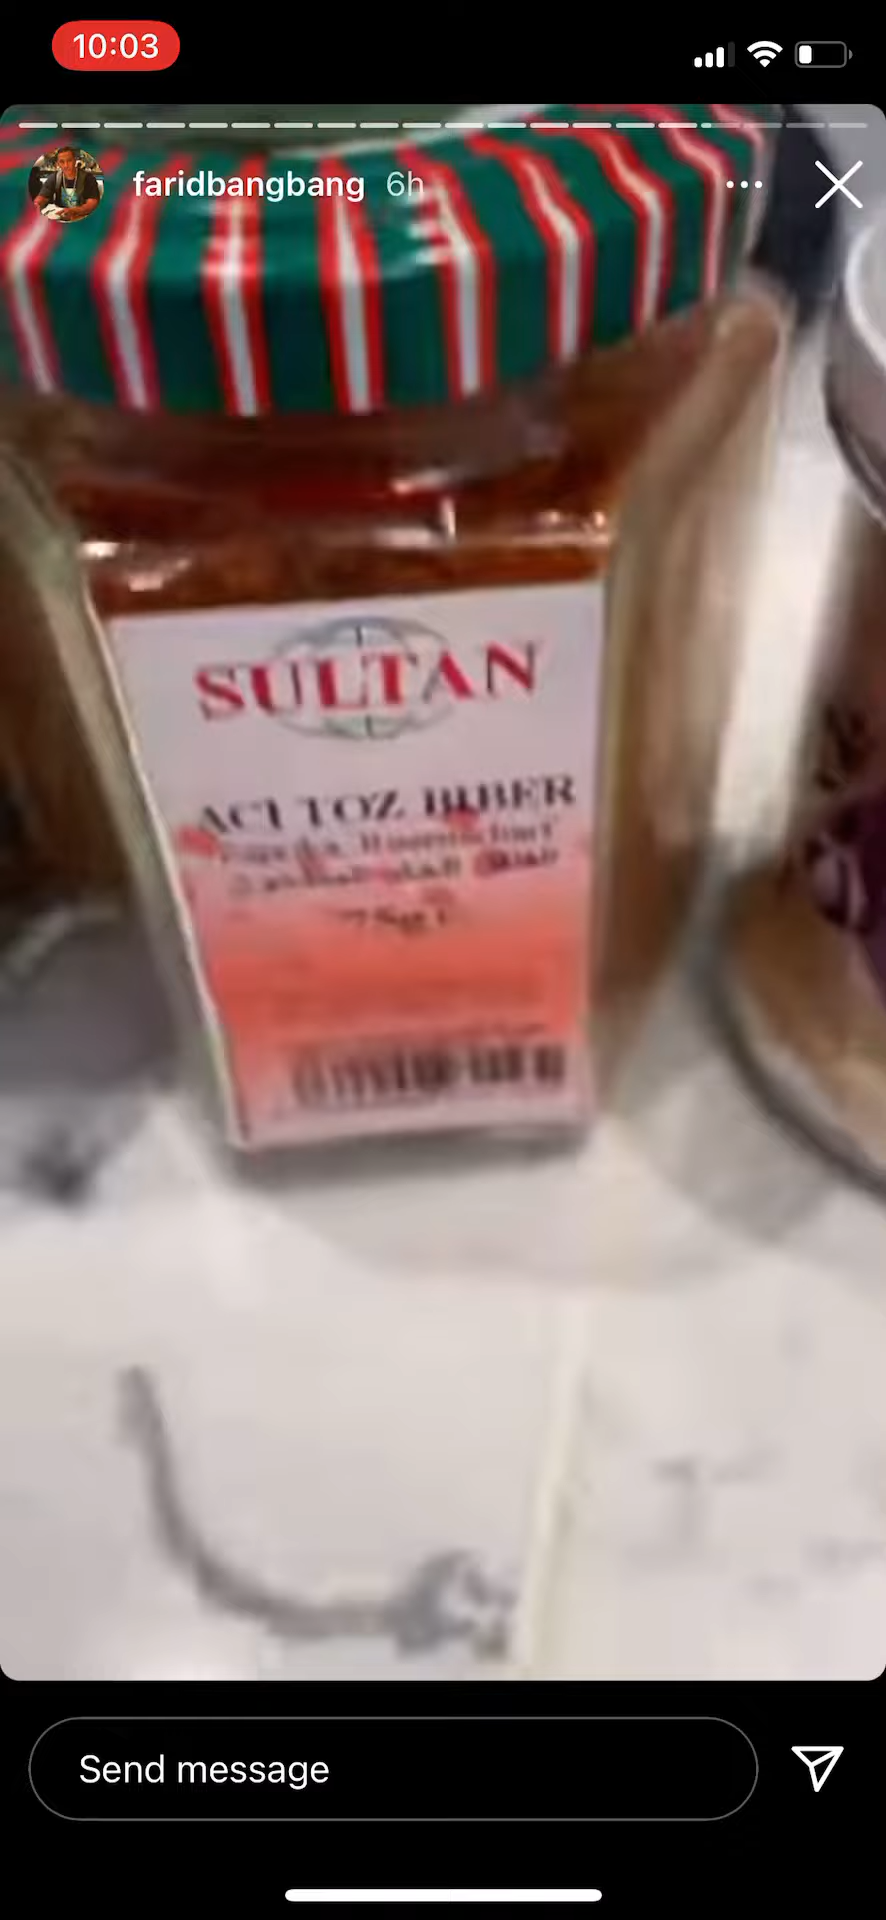 10:03
faridbangbang 6h
SULTAN
ACI TOZ BIBER
Send message